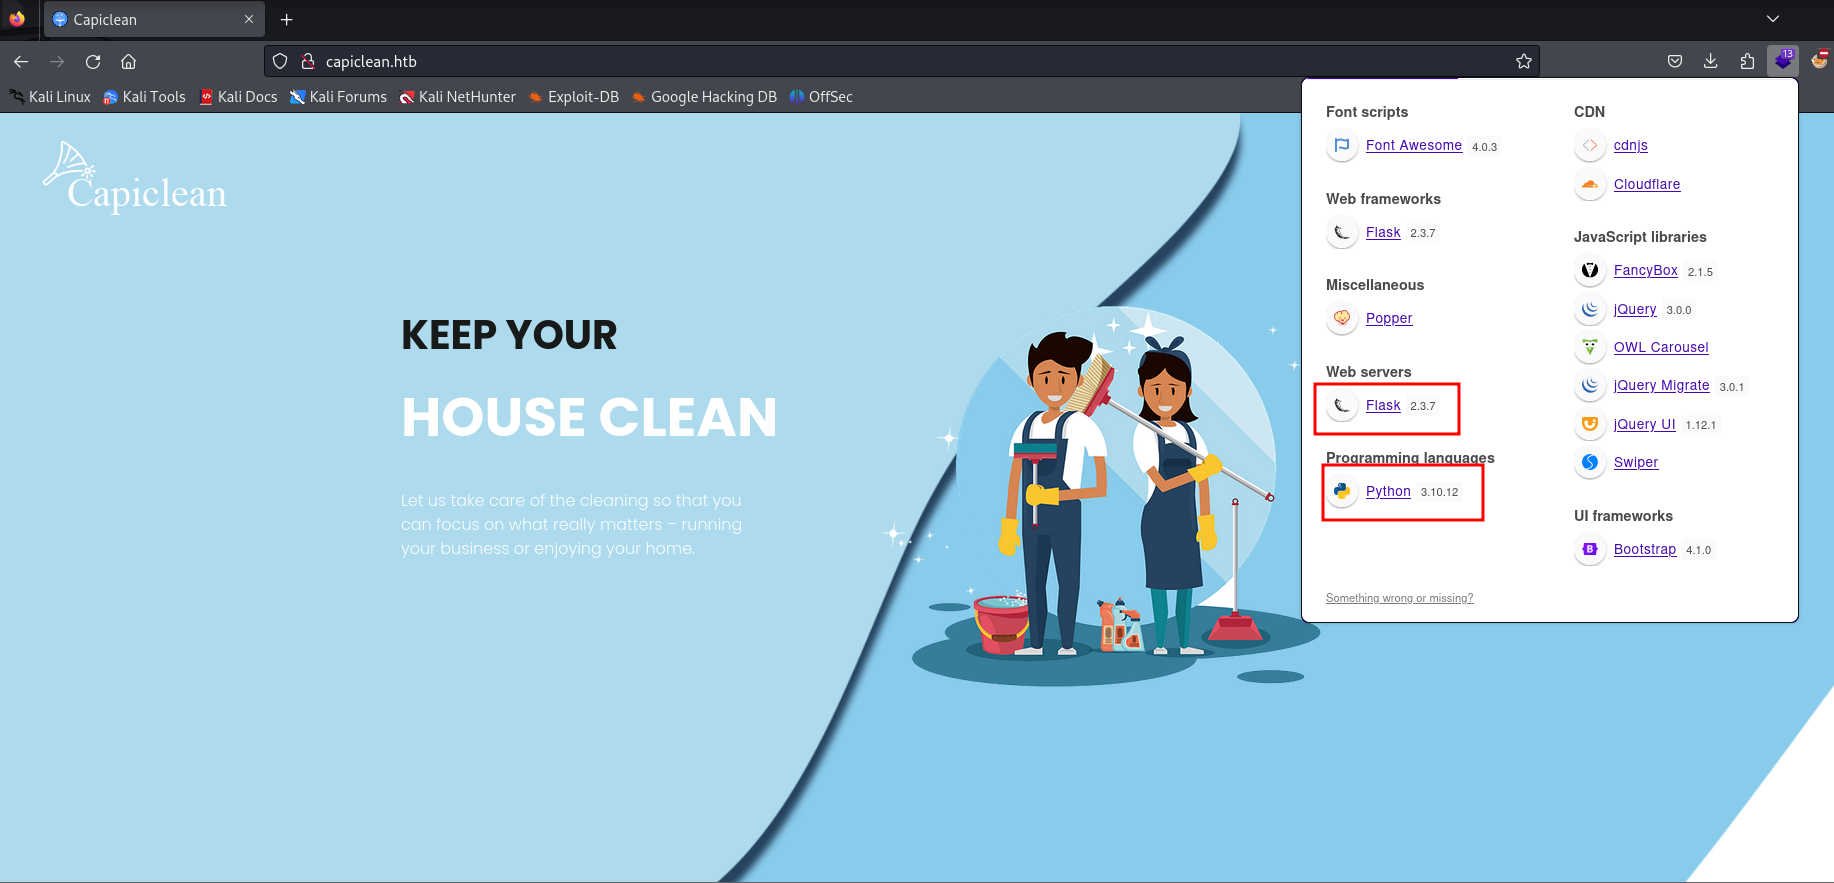 Capiclean
capiclean.htb
13
Kali Linux
Kali Tools
Kali Docs
Kali Forums
Kali NetHunter
Exploit-DB
Google Hacking DB
OffSec
Capiclean
KEEP YOUR
HOUSE CLEAN
Let us take care of the cleaning so that you
can focus on what really matters – running
your business or enjoying your home.
Font scripts
Font Awesome 4.0.3
Web frameworks
Flask 2.3.7
Miscellaneous
Popper
Web servers
Flask 2.3.7
Programming languages
Python 3.10.12
Something wrong or missing?
CDN
cdnjs
Cloudflare
JavaScript libraries
FancyBox 2.1.5
jQuery 3.0.0
OWL Carousel
jQuery Migrate 3.0.1
jQuery UI 1.12.1
Swiper
UI frameworks
Bootstrap 4.1.0